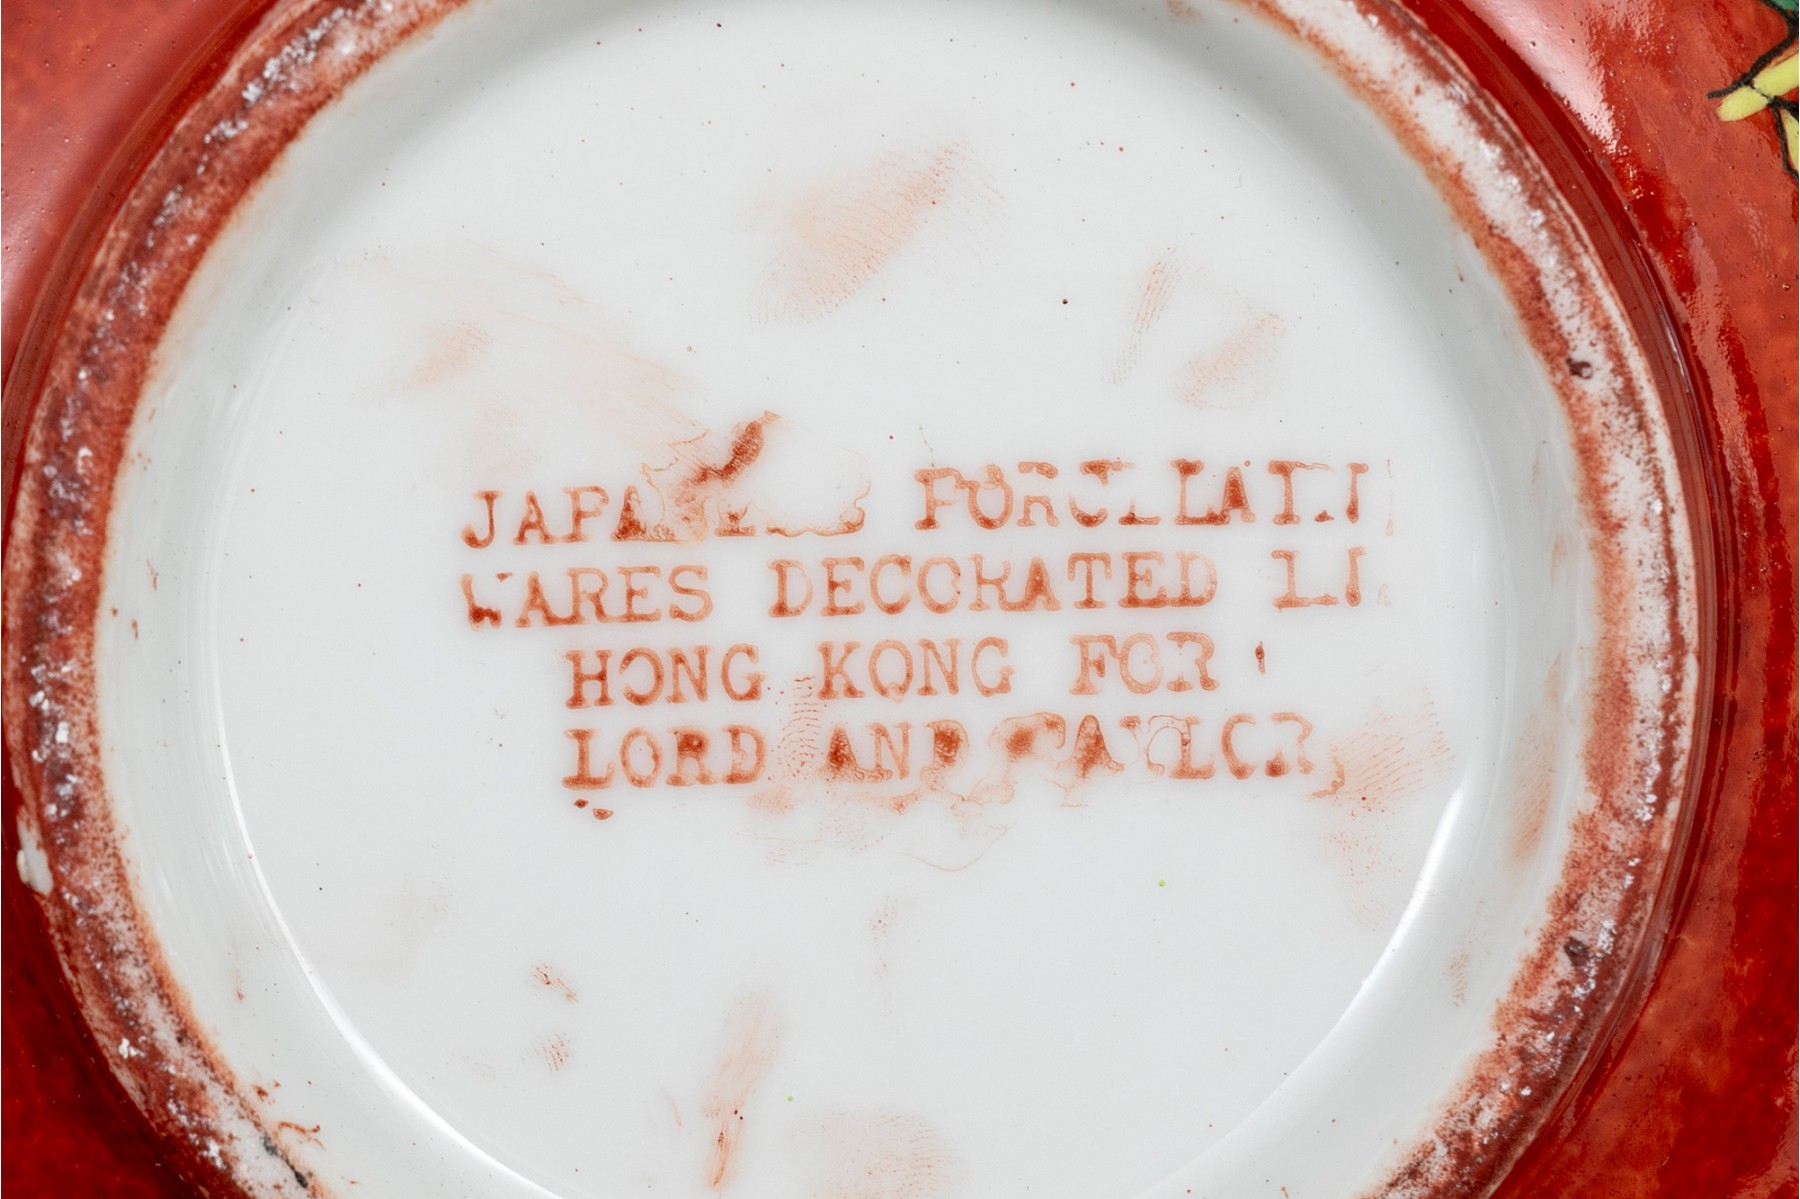 JAPANESE PORCELAIN
WARES DECORATED IN
HONG KONG FOR
LORD AND TAYLOR,